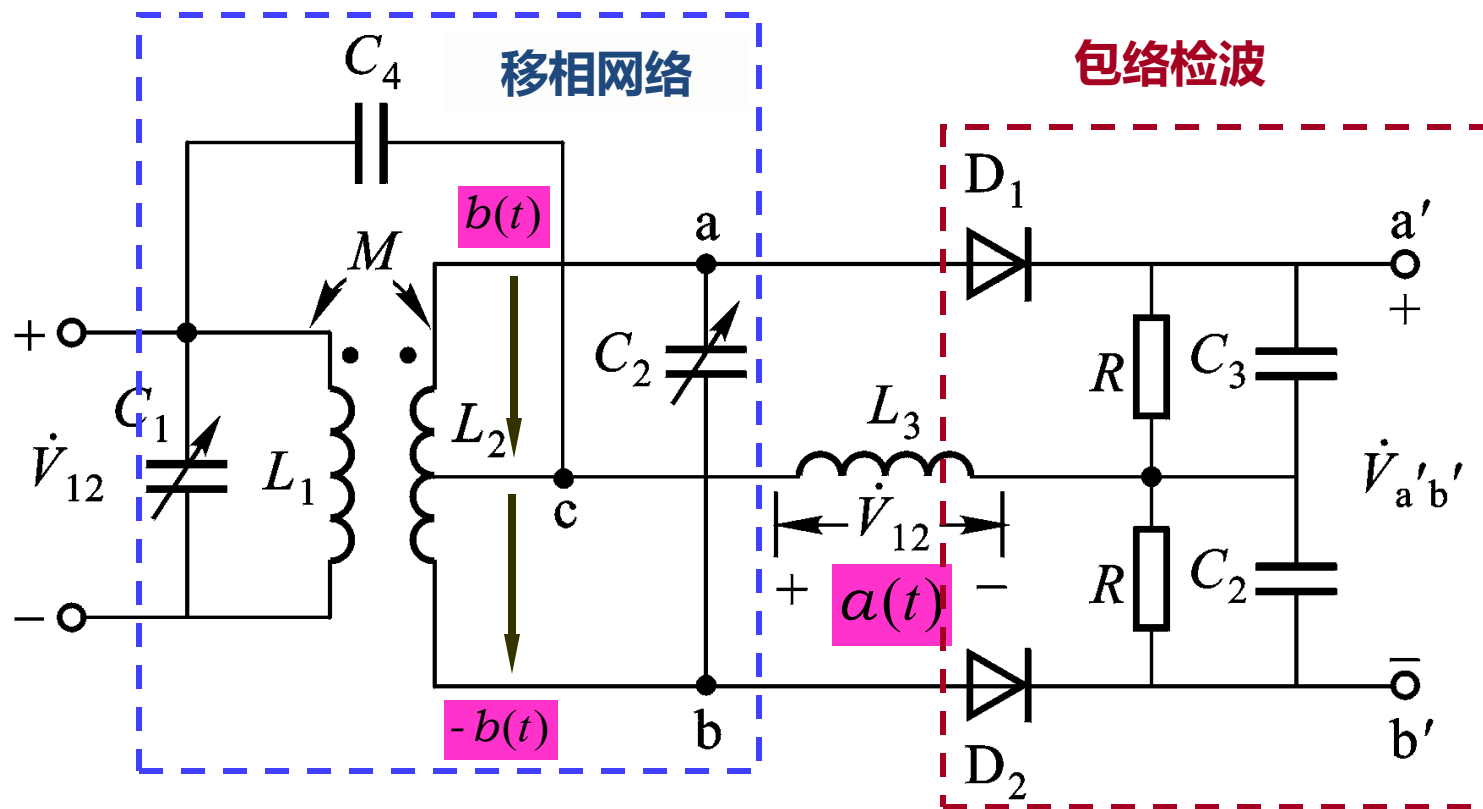 移相网络
包络检波
C₄
b(t)
M
a
D₁
a′
+
+
C₁
V̇₁₂
L₁
L₂
C₂
c
L₃
V̇₁₂
+
−
a(t)
R
C₃
R
C₂
V̇ₐ′b′
−
-b(t)
b
D₂
−
b′